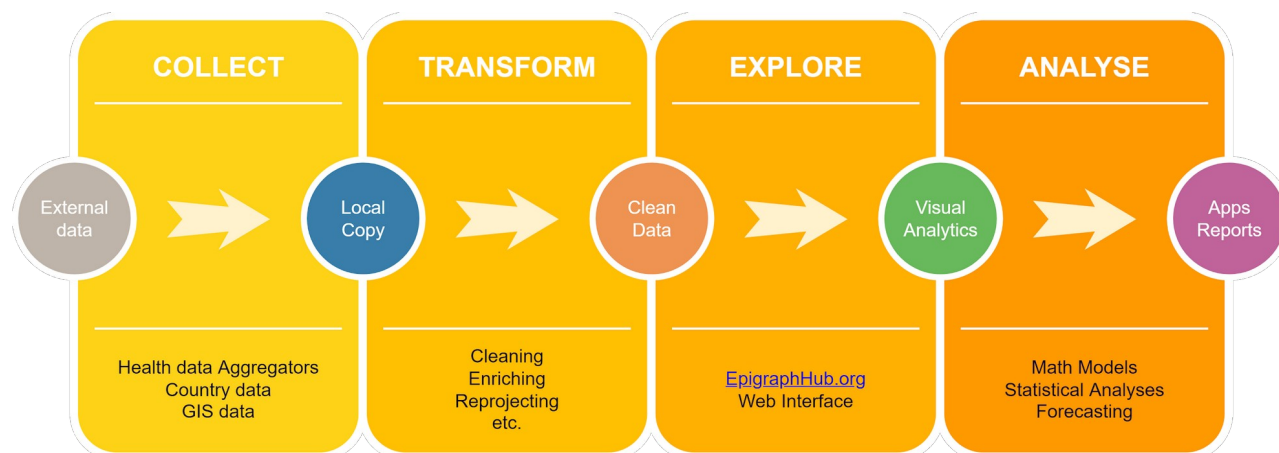 COLLECT
TRANSFORM
EXPLORE
ANALYSE
External
data
Local
Copy
Clean
Data
Visual
Analytics
Apps
Reports
Health data Aggregators
Country data
GIS data
Cleaning
Enriching
Reprojecting
etc.
EpigraphHub.org
Web Interface
Math Models
Statistical Analyses
Forecasting